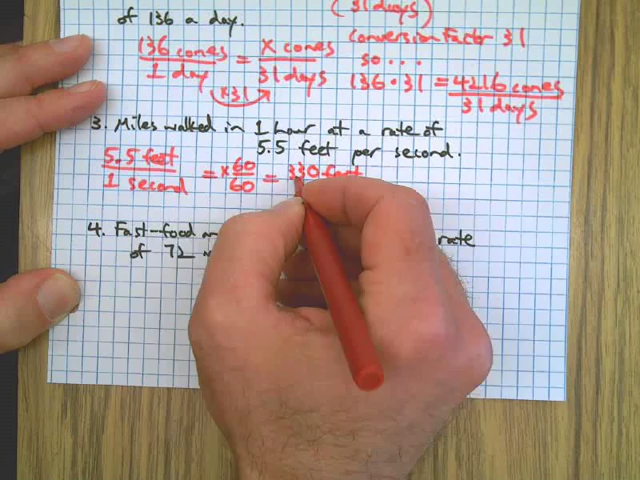 of 136 a day.
(31 days)
136 cones / 1 day = x cones / 31 days
Conversion Factor 31
so...
×31
136 · 31 = 4216 cones / 31 days
3. Miles walked in 1 hour at a rate of
5.5 feet per second.
5.5 feet / 1 second = × 60 / 60 = 330 feet
4. Fast-food rate
of 72